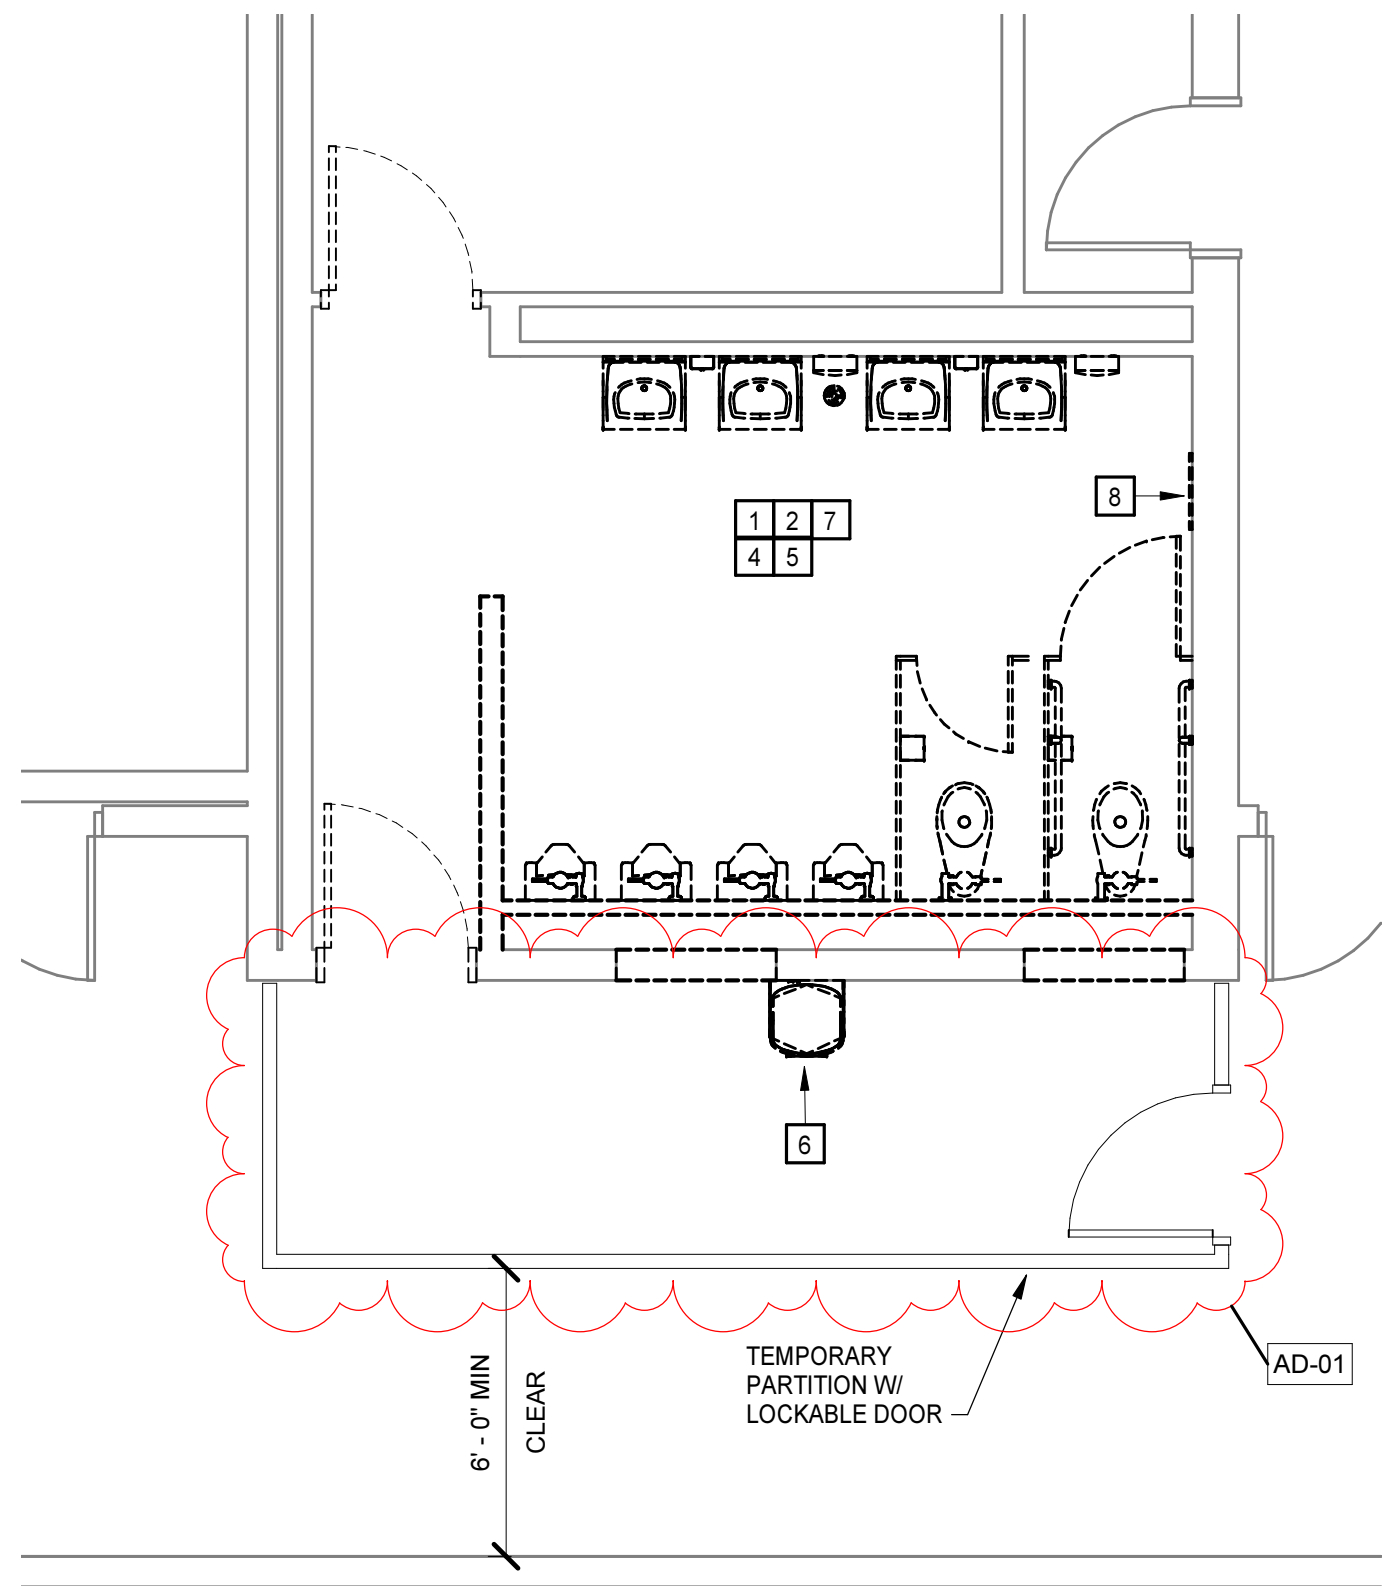 8
1 2 7
4 5
6
TEMPORARY
PARTITION W/
LOCKABLE DOOR
AD-01
6' - 0" MIN
CLEAR